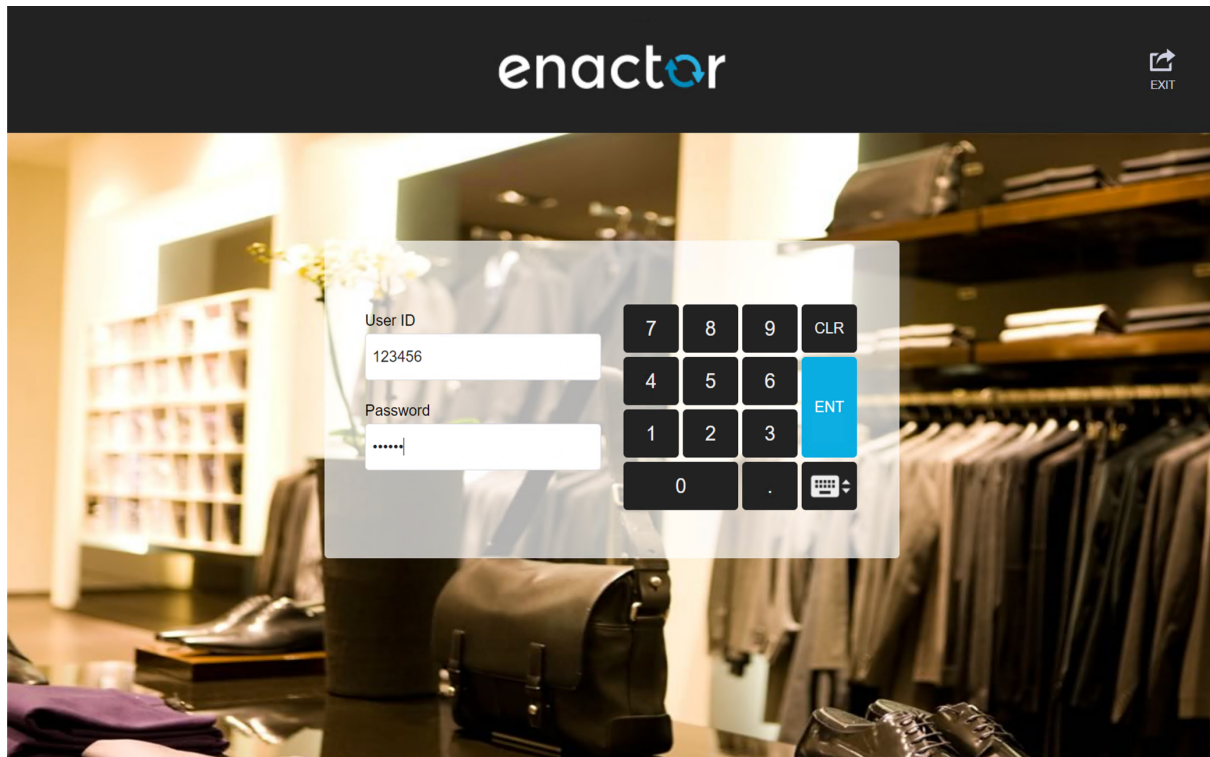 enactor
EXIT
User ID
123456
Password
••••••
7 8 9 CLR
4 5 6
ENT
1 2 3
0 .